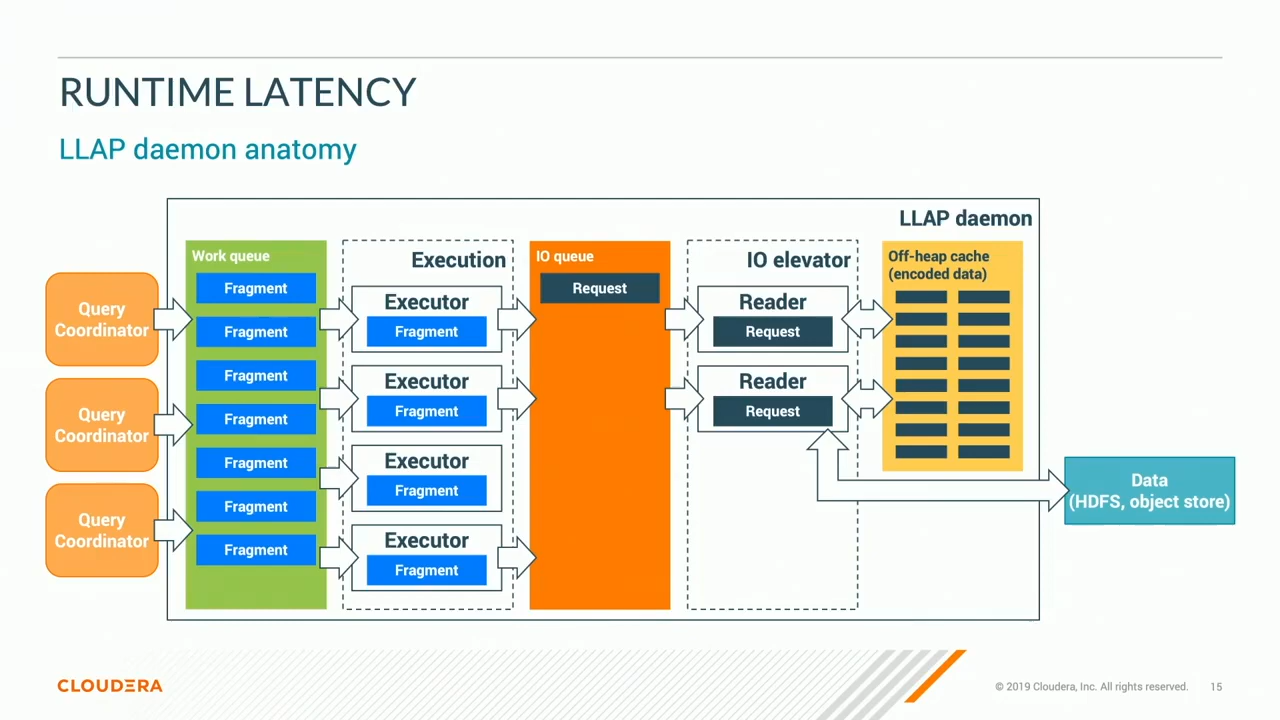 RUNTIME LATENCY
LLAP daemon anatomy
LLAP daemon
Query
Coordinator
Query
Coordinator
Query
Coordinator
Work queue
Fragment
Fragment
Fragment
Fragment
Fragment
Fragment
Fragment
Execution
Executor
Fragment
Executor
Fragment
Executor
Fragment
Executor
Fragment
IO queue
Request
IO elevator
Reader
Request
Reader
Request
Off-heap cache
(encoded data)
Data
(HDFS, object store)
CLOUDERA
© 2019 Cloudera, Inc. All rights reserved.
15